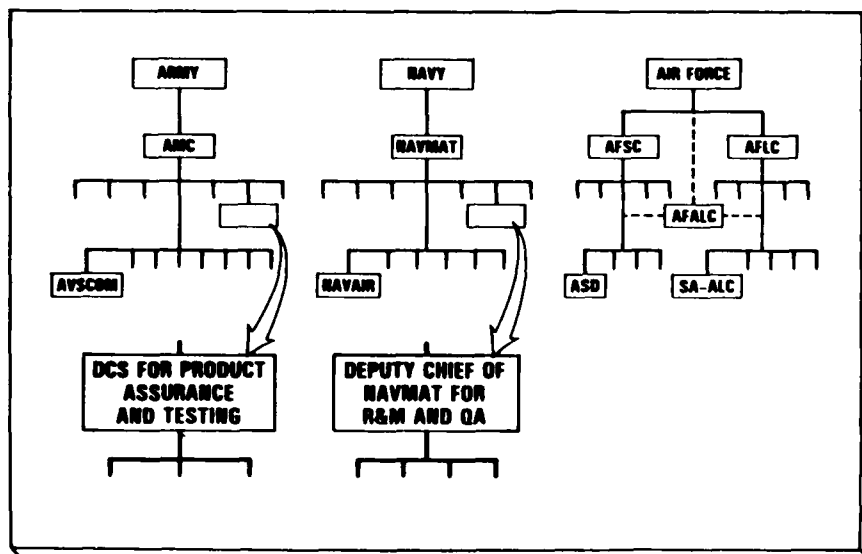 ARMY
NAVY
AIR FORCE
AMC
NAVMAT
AFSC
AFLC
AFALC
AVSCOM
NAVAIR
ASD
SA-ALC
DCS FOR PRODUCT
ASSURANCE
AND TESTING
DEPUTY CHIEF OF
NAVMAT FOR
R&M AND QA